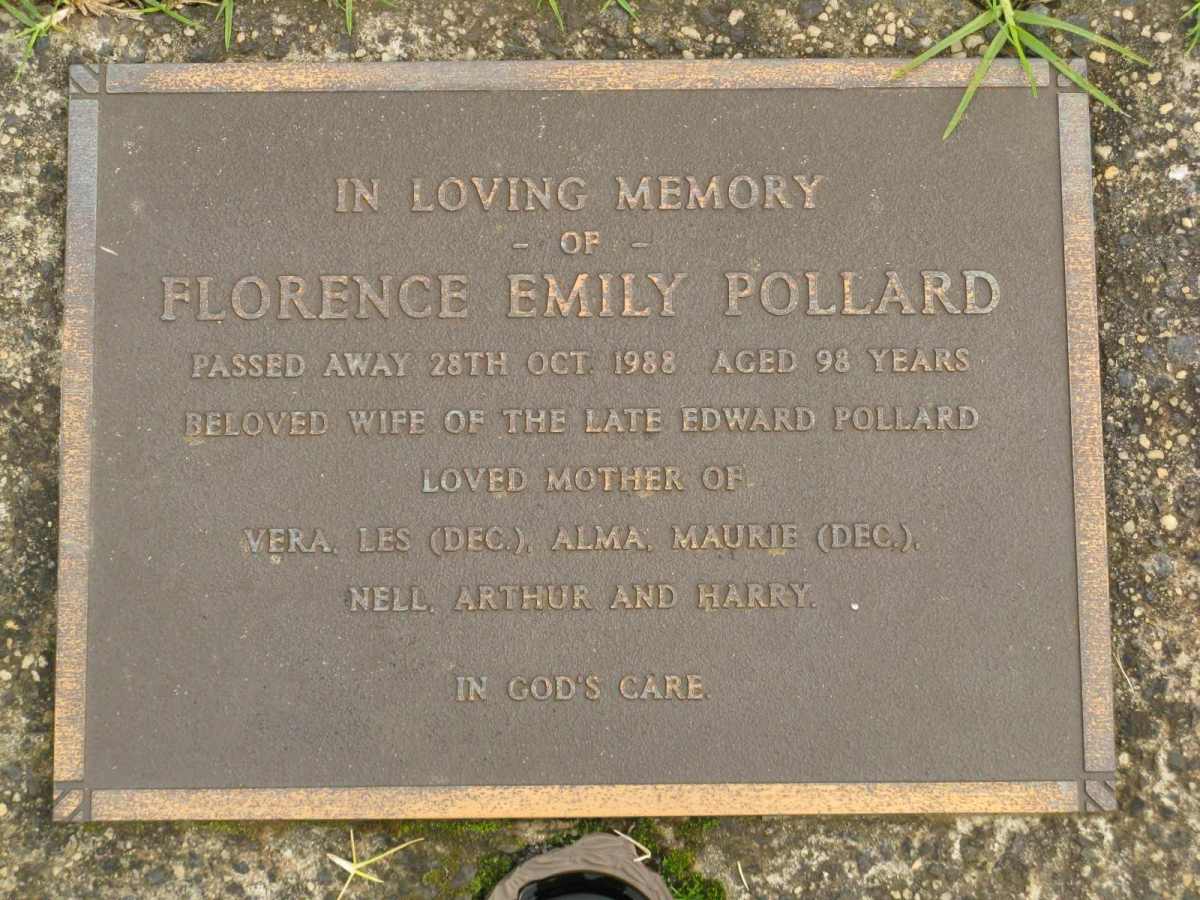 IN LOVING MEMORY
- OF -
FLORENCE EMILY POLLARD
PASSED AWAY 28TH OCT. 1988 AGED 98 YEARS
BELOVED WIFE OF THE LATE EDWARD POLLARD
LOVED MOTHER OF
VERA, LES (DEC.), ALMA, MAURIE (DEC.),
NELL, ARTHUR AND HARRY.
IN GOD'S CARE.